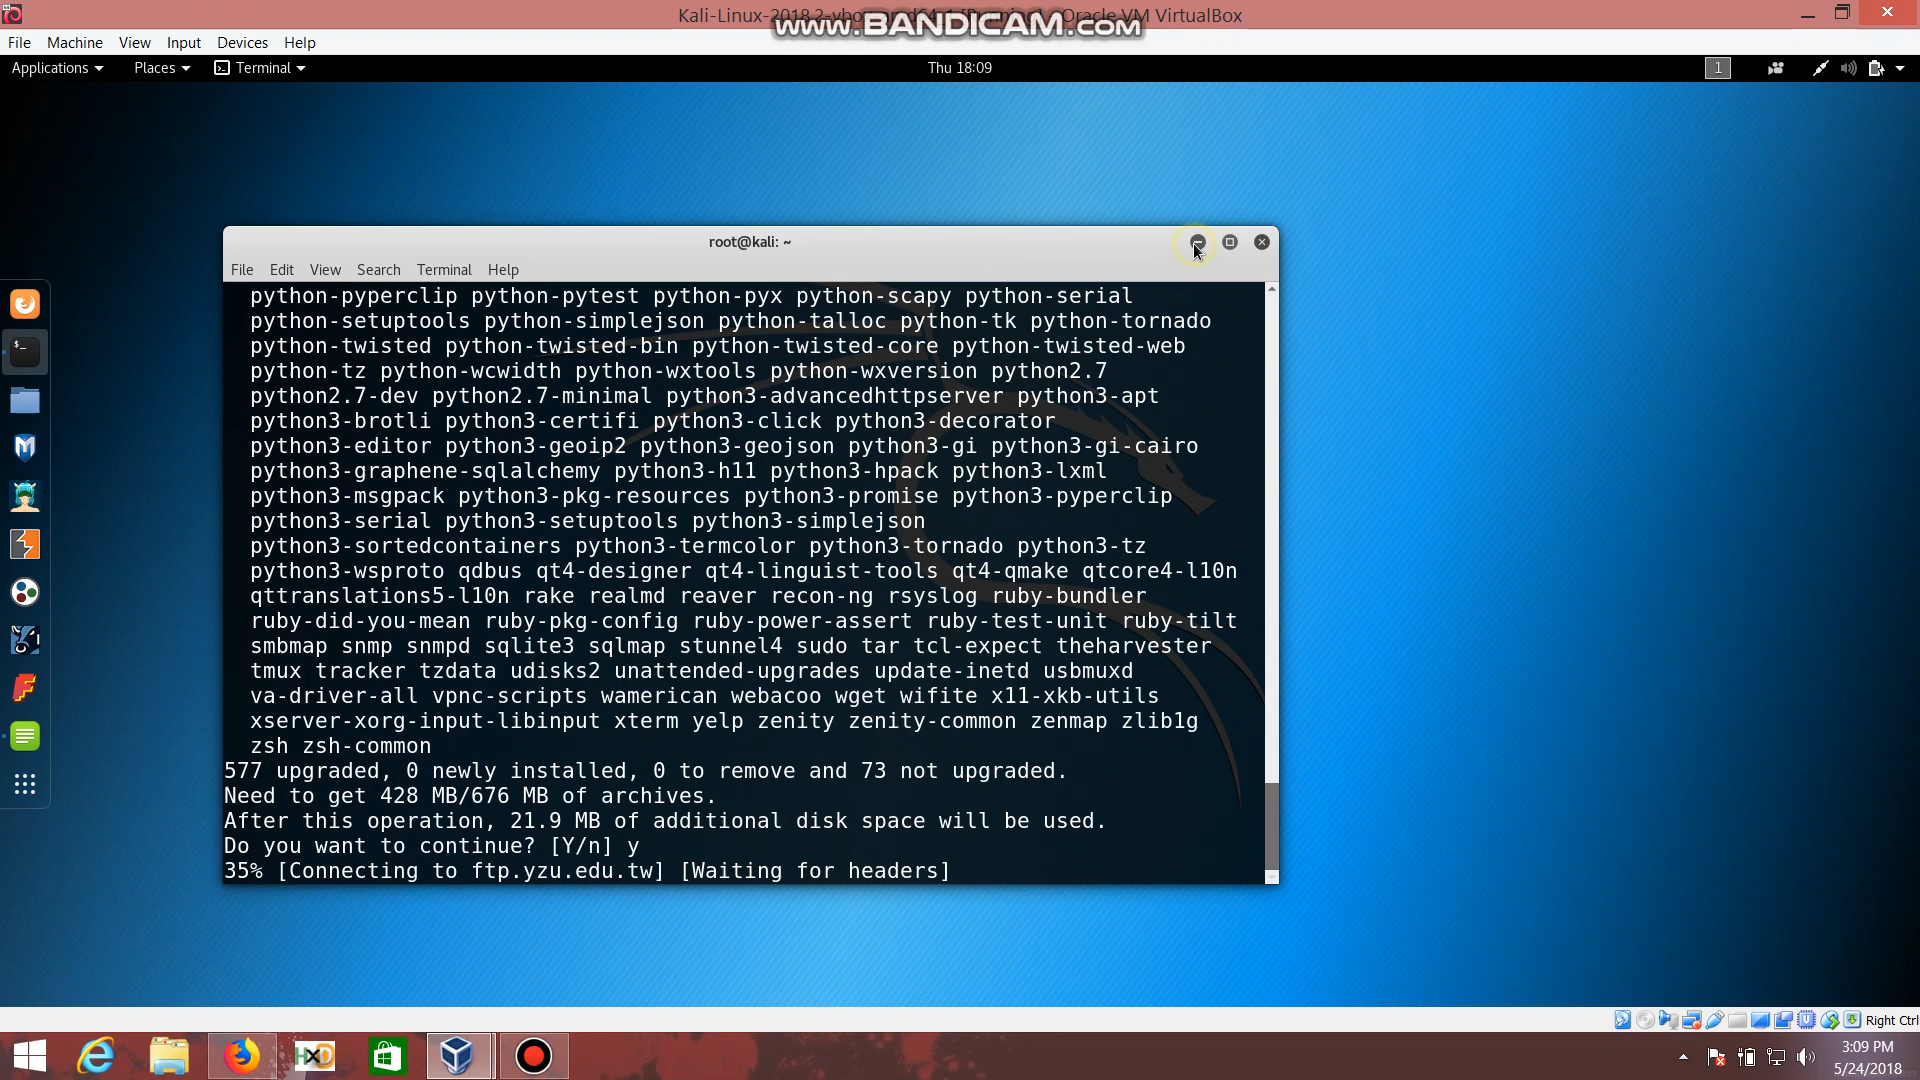 Kali-Linux-2018.2-vbox-amd64 [Running] - Oracle VM VirtualBox
www.BANDICAM.com
File Machine View Input Devices Help
Applications Places Terminal Thu 18:09 1
root@kali: ~
File Edit View Search Terminal Help
python-pyperclip python-pytest python-pyx python-scapy python-serial
python-setuptools python-simplejson python-talloc python-tk python-tornado
python-twisted python-twisted-bin python-twisted-core python-twisted-web
python-tz python-wcwidth python-wxtools python-wxversion python2.7
python2.7-dev python2.7-minimal python3-advancedhttpserver python3-apt
python3-brotli python3-certifi python3-click python3-decorator
python3-editor python3-geoip2 python3-geojson python3-gi python3-gi-cairo
python3-graphene-sqlalchemy python3-h11 python3-hpack python3-lxml
python3-msgpack python3-pkg-resources python3-promise python3-pyperclip
python3-serial python3-setuptools python3-simplejson
python3-sortedcontainers python3-termcolor python3-tornado python3-tz
python3-wsproto qdbus qt4-designer qt4-linguist-tools qt4-qmake qtcore4-l10n
qttranslations5-l10n rake realmd reaver recon-ng rsyslog ruby-bundler
ruby-did-you-mean ruby-pkg-config ruby-power-assert ruby-test-unit ruby-tilt
smbmap snmp snmpd sqlite3 sqlmap stunnel4 sudo tar tcl-expect theharvester
tmux tracker tzdata udisks2 unattended-upgrades update-inetd usbmuxd
va-driver-all vpnc-scripts wamerican webacoo wget wifite x11-xkb-utils
xserver-xorg-input-libinput xterm yelp zenity zenity-common zenmap zlib1g
zsh zsh-common
577 upgraded, 0 newly installed, 0 to remove and 73 not upgraded.
Need to get 428 MB/676 MB of archives.
After this operation, 21.9 MB of additional disk space will be used.
Do you want to continue? [Y/n] y
35% [Connecting to ftp.yzu.edu.tw] [Waiting for headers]
Right Ctrl
HXD
3:09 PM
5/24/2018